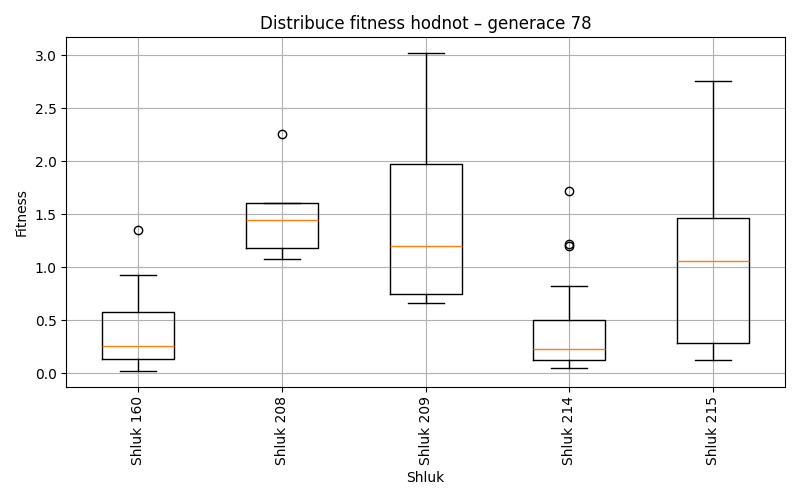 Distribuce fitness hodnot – generace 78
Fitness
3.0
2.5
2.0
1.5
1.0
0.5
0.0
Shluk 160
Shluk 208
Shluk 209
Shluk 214
Shluk 215
Shluk